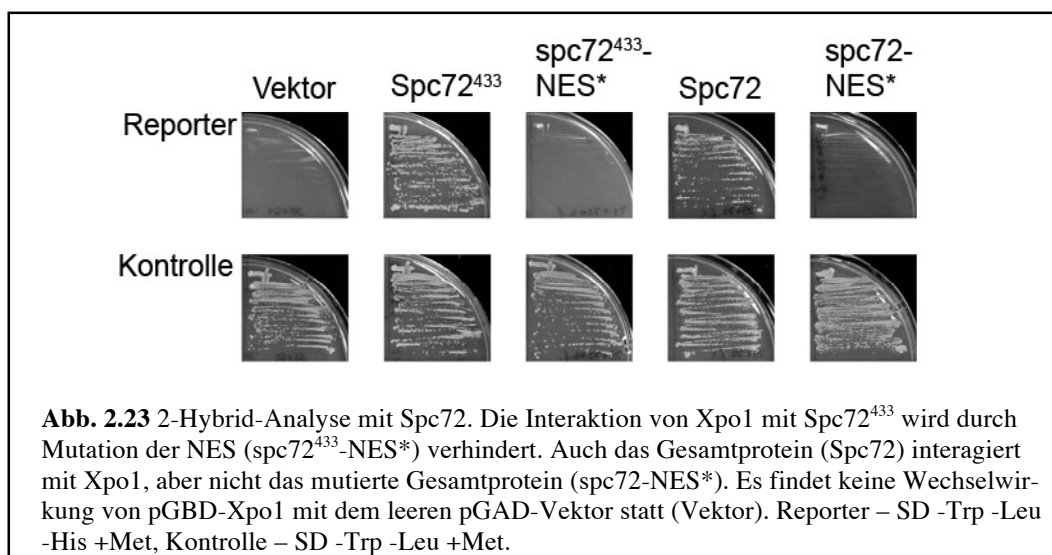 Vektor Spc72⁴³³ spc72⁴³³-NES* Spc72 spc72-NES*
Reporter
Kontrolle
Abb. 2.23 2-Hybrid-Analyse mit Spc72. Die Interaktion von Xpo1 mit Spc72⁴³³ wird durch
Mutation der NES (spc72⁴³³-NES*) verhindert. Auch das Gesamtprotein (Spc72) interagiert
mit Xpo1, aber nicht das mutierte Gesamtprotein (spc72-NES*). Es findet keine Wechselwir-
kung von pGBD-Xpo1 mit dem leeren pGAD-Vektor statt (Vektor). Reporter – SD -Trp -Leu
-His +Met, Kontrolle – SD -Trp -Leu +Met.